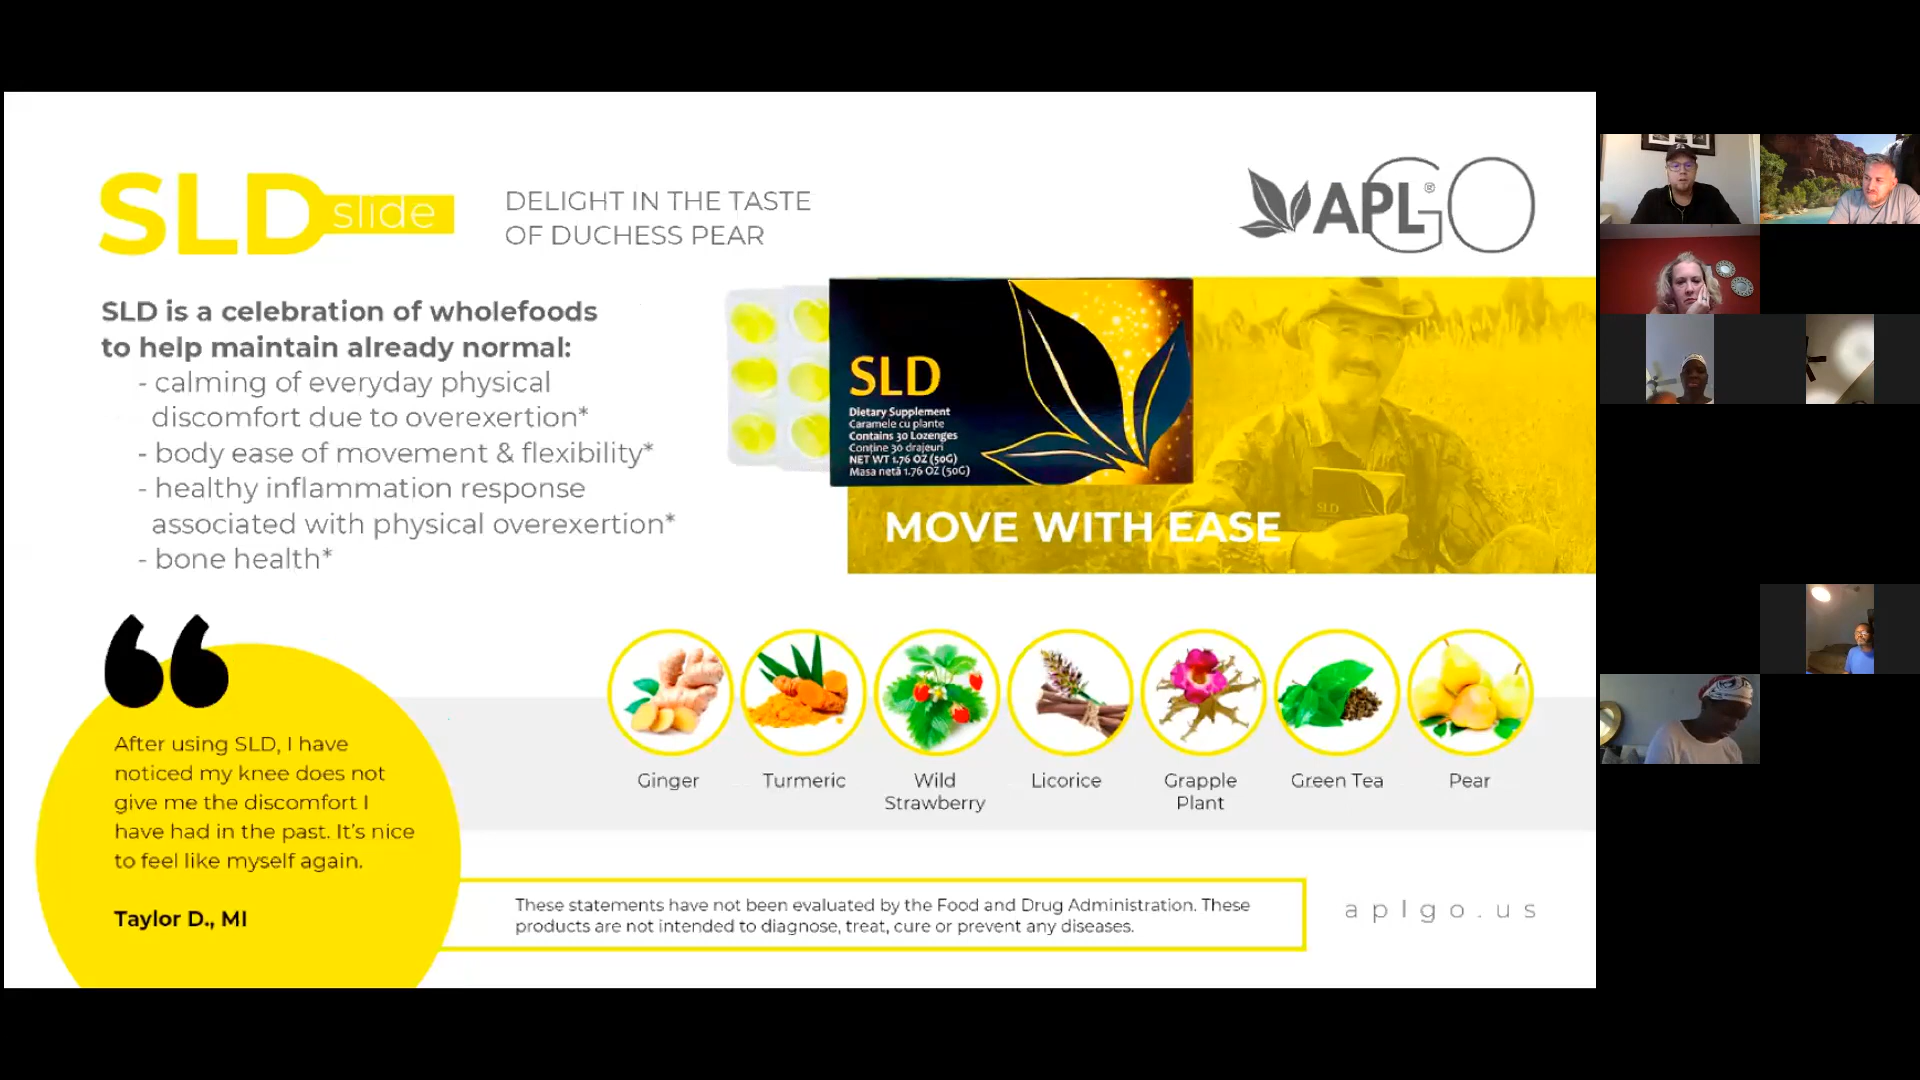 SLD slide
DELIGHT IN THE TASTE
OF DUCHESS PEAR
APLGO®
SLD is a celebration of wholefoods
to help maintain already normal:
- calming of everyday physical
discomfort due to overexertion*
- body ease of movement & flexibility*
- healthy inflammation response
associated with physical overexertion*
- bone health*
SLD
Dietary Supplement
Caramele cu plante
Contains 30 Lozenges
Conține 30 drajeuri
NET WT 1.76 OZ (50G)
Masa netă 1.76 OZ (50G)
SLD
MOVE WITH EASE
“
After using SLD, I have
noticed my knee does not
give me the discomfort I
have had in the past. It’s nice
to feel like myself again.
Taylor D., MI
Ginger
Turmeric
Wild
Strawberry
Licorice
Grapple
Plant
Green Tea
Pear
These statements have not been evaluated by the Food and Drug Administration. These
products are not intended to diagnose, treat, cure or prevent any diseases.
aplgo.us